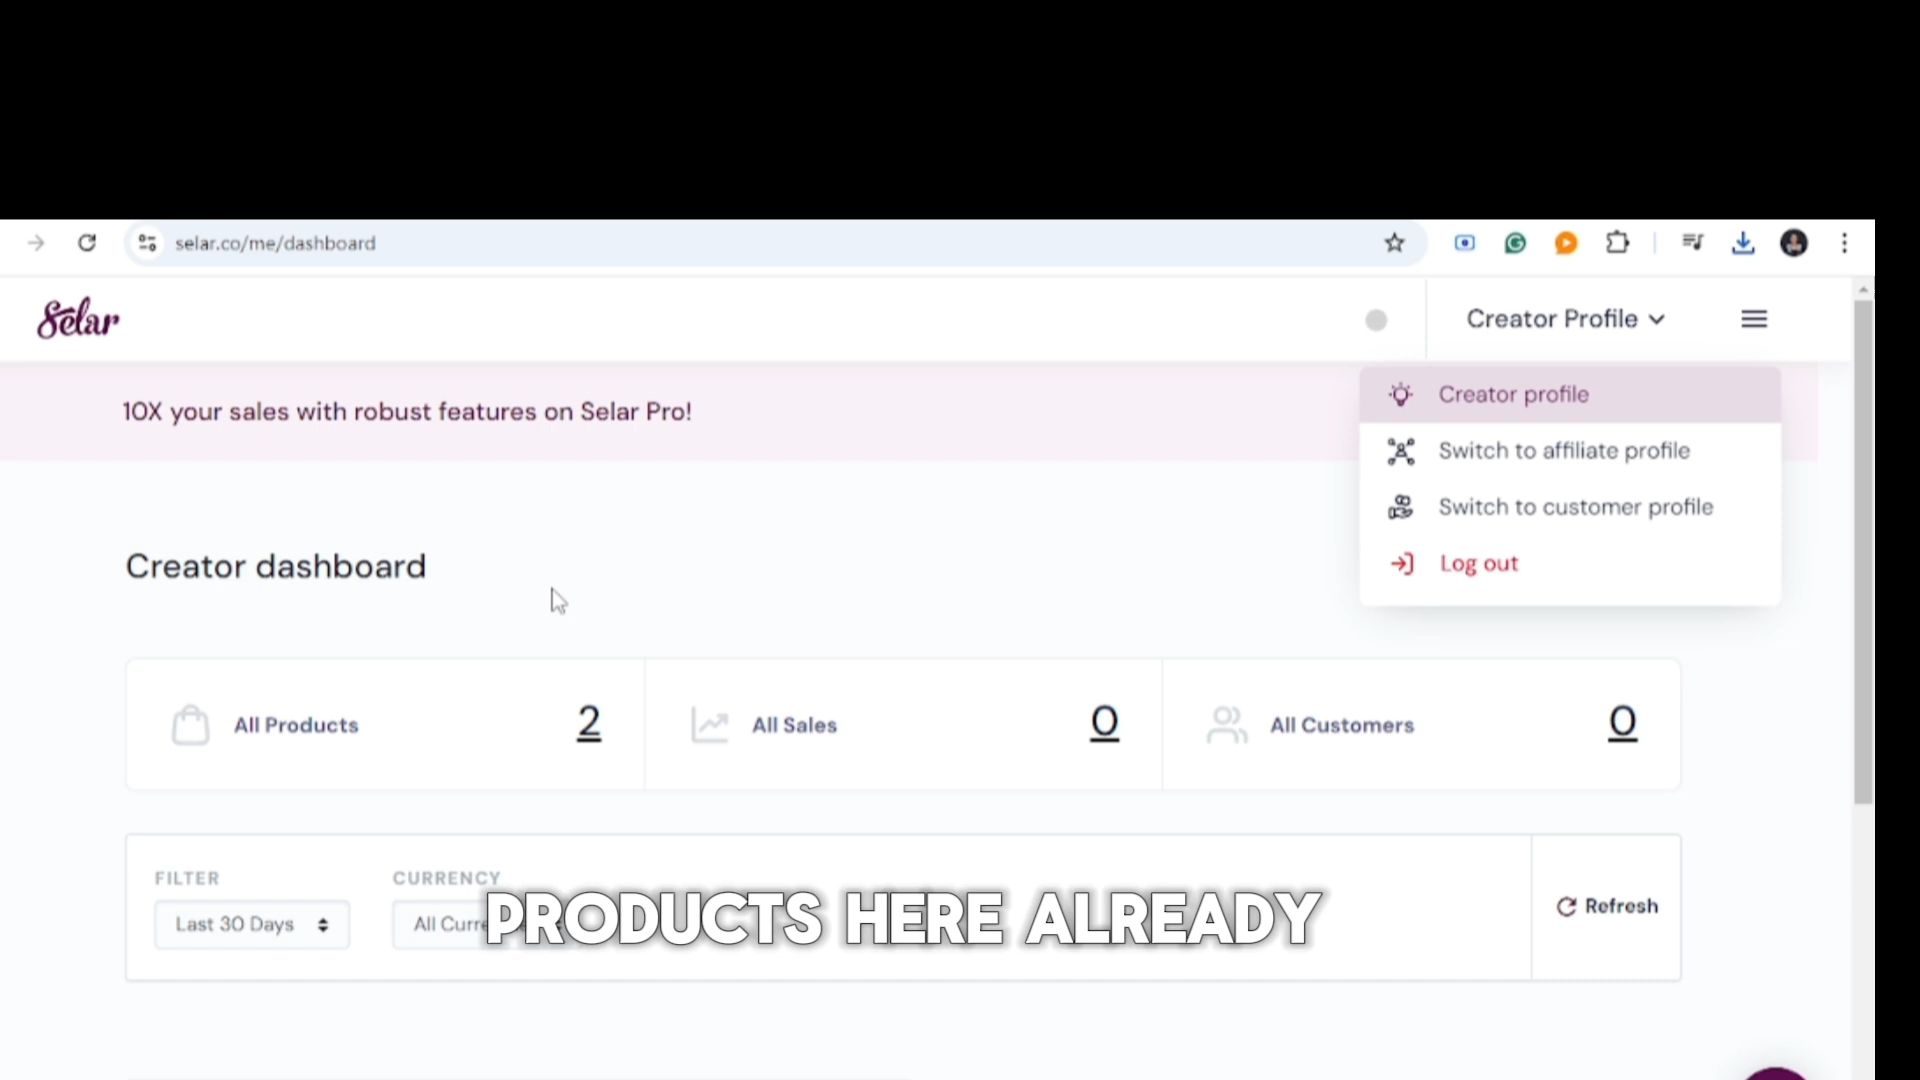 selar.co/me/dashboard
Selar
Creator Profile
10X your sales with robust features on Selar Pro!
Creator profile
Switch to affiliate profile
Switch to customer profile
Log out
Creator dashboard
All Products 2
All Sales 0
All Customers 0
FILTER
CURRENCY
Last 30 Days
All Curre
PRODUCTS HERE ALREADY
Refresh